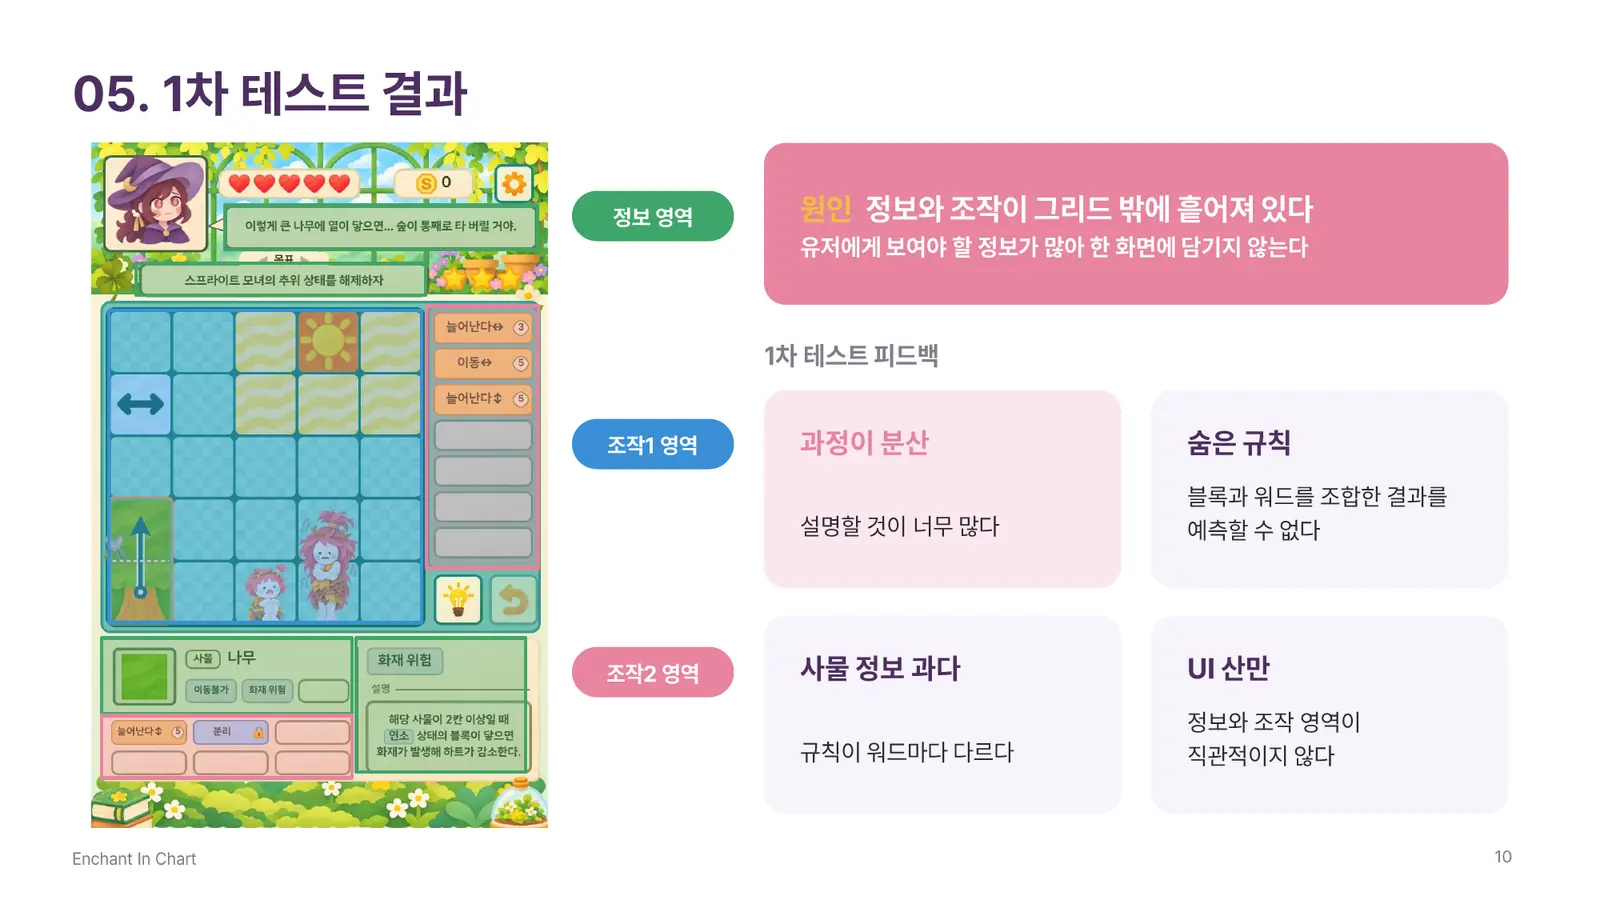 05. 1차 테스트 결과
S 0
이렇게 큰 나무에 열이 닿으면... 숲이 통째로 타 버릴 거야.
목표
스프라이트 모녀의 추위 상태를 해제하자
늘어난다↔ 3
이동↔ 5
늘어난다↕ 5
사물 나무
이동불가 화재 위험
늘어난다↕ 5 분리
화재 위험
설명
해당 사물이 2칸 이상일 때
연소 상태의 블록이 닿으면
화재가 발생해 하트가 감소한다.
정보 영역
조작1 영역
조작2 영역
원인 정보와 조작이 그리드 밖에 흩어져 있다
유저에게 보여야 할 정보가 많아 한 화면에 담기지 않는다
1차 테스트 피드백
과정이 분산
설명할 것이 너무 많다
숨은 규칙
블록과 워드를 조합한 결과를
예측할 수 없다
사물 정보 과다
규칙이 워드마다 다르다
UI 산만
정보와 조작 영역이
직관적이지 않다
Enchant In Chart
10